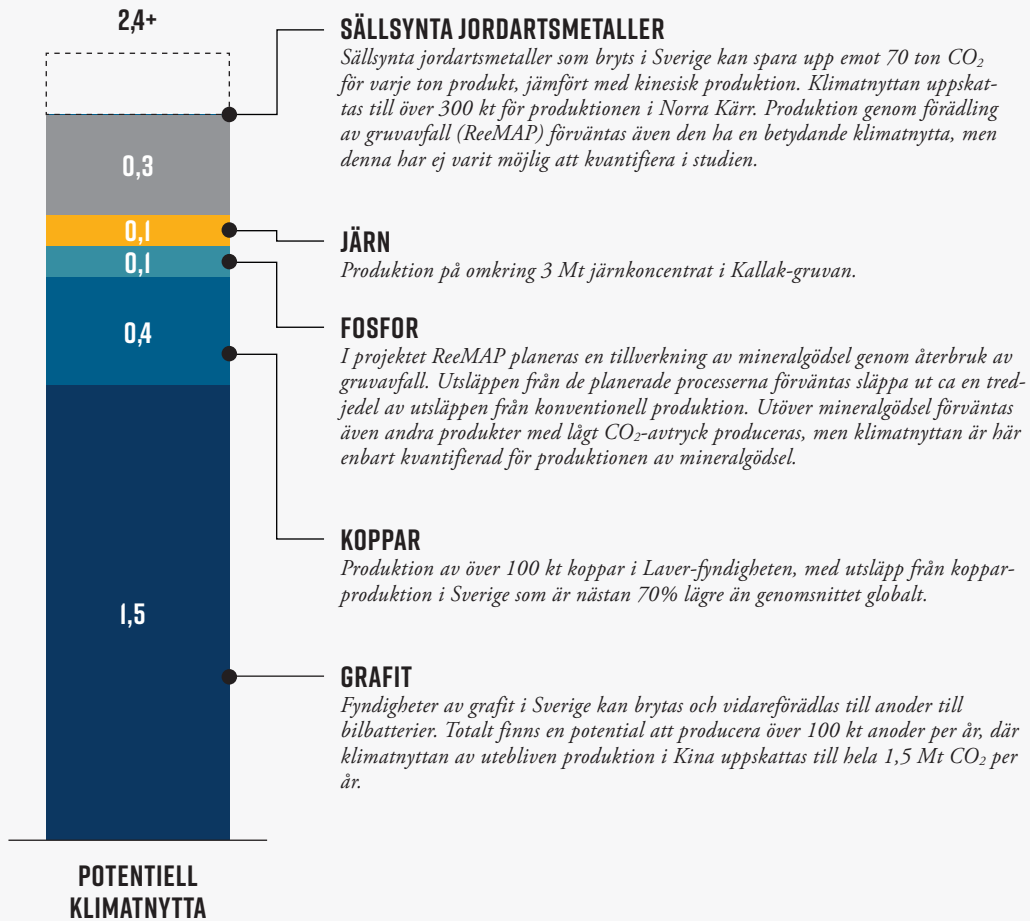 2,4+
SÄLLSYNTA JORDARTSMETALLER
Sällsynta jordartsmetaller som bryts i Sverige kan spara upp emot 70 ton CO₂
för varje ton produkt, jämfört med kinesisk produktion. Klimatnyttan uppskat-
tas till över 300 kt för produktionen i Norra Kärr. Produktion genom förädling
av gruvavfall (ReeMAP) förväntas även den ha en betydande klimatnytta, men
denna har ej varit möjlig att kvantifiera i studien.
0,3
0,1
JÄRN
Produktion på omkring 3 Mt järnkoncentrat i Kallak-gruvan.
0,1
FOSFOR
I projektet ReeMAP planeras en tillverkning av mineralgödsel genom återbruk av
gruvavfall. Utsläppen från de planerade processerna förväntas släppa ut ca en tred-
jedel av utsläppen från konventionell produktion. Utöver mineralgödsel förväntas
även andra produkter med lågt CO₂-avtryck produceras, men klimatnyttan är här
enbart kvantifierad för produktionen av mineralgödsel.
0,4
KOPPAR
Produktion av över 100 kt koppar i Laver-fyndigheten, med utsläpp från koppar-
produktion i Sverige som är nästan 70% lägre än genomsnittet globalt.
1,5
GRAFIT
Fyndigheter av grafit i Sverige kan brytas och vidareförädlas till anoder till
bilbatterier. Totalt finns en potential att producera över 100 kt anoder per år, där
klimatnyttan av utebliven produktion i Kina uppskattas till hela 1,5 Mt CO₂ per
år.
POTENTIELL
KLIMATNYTTA